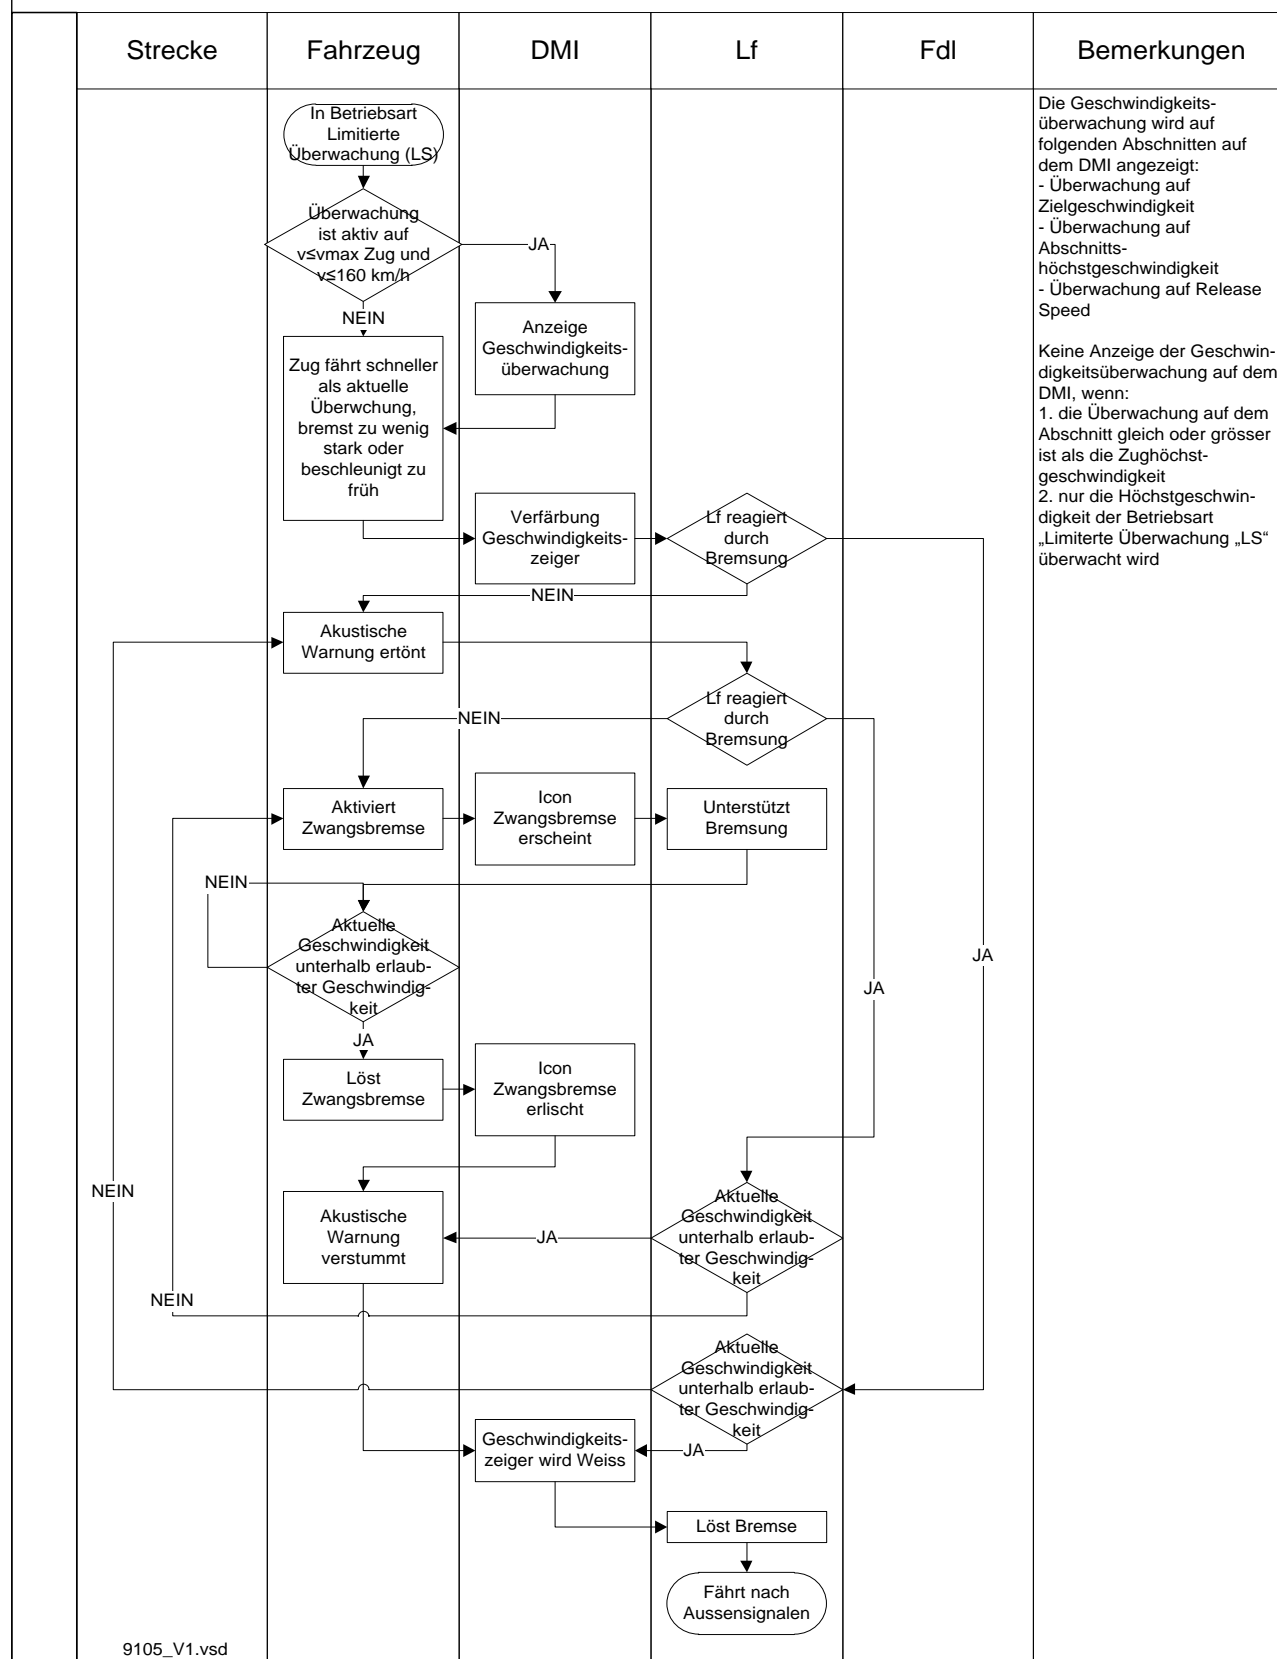 Strecke
Fahrzeug
DMI
Lf
Fdl
Bemerkungen
In Betriebsart
Limitierte
Überwachung (LS)
Überwachung
ist aktiv auf
v≤vmax Zug und
v≤160 km/h
JA
NEIN
Anzeige
Geschwindigkeits-
überwachung
Zug fährt schneller
als aktuelle
Überwchung,
bremst zu wenig
stark oder
beschleunigt zu
früh
Verfärbung
Geschwindigkeits-
zeiger
Lf reagiert
durch
Bremsung
NEIN
Akustische
Warnung ertönt
Lf reagiert
durch
Bremsung
NEIN
Aktiviert
Zwangsbremse
Icon
Zwangsbremse
erscheint
Unterstützt
Bremsung
NEIN
Aktuelle
Geschwindigkeit
unterhalb erlaub-
ter Geschwindig-
keit
JA
JA
JA
Löst
Zwangsbremse
Icon
Zwangsbremse
erlischt
NEIN
Akustische
Warnung
verstummt
JA
Aktuelle
Geschwindigkeit
unterhalb erlaub-
ter Geschwindig-
keit
NEIN
Aktuelle
Geschwindigkeit
unterhalb erlaub-
ter Geschwindig-
keit
Geschwindigkeits-
zeiger wird Weiss
JA
Löst Bremse
Fährt nach
Aussensignalen
Die Geschwindigkeits-
überwachung wird auf
folgenden Abschnitten auf
dem DMI angezeigt:
- Überwachung auf
Zielgeschwindigkeit
- Überwachung auf
Abschnitts-
höchstgeschwindigkeit
- Überwachung auf Release
Speed
Keine Anzeige der Geschwin-
digkeitsüberwachung auf dem
DMI, wenn:
1. die Überwachung auf dem
Abschnitt gleich oder grösser
ist als die Zughöchst-
geschwindigkeit
2. nur die Höchstgeschwin-
digkeit der Betriebsart
„Limiterte Überwachung „LS“
überwacht wird
9105_V1.vsd